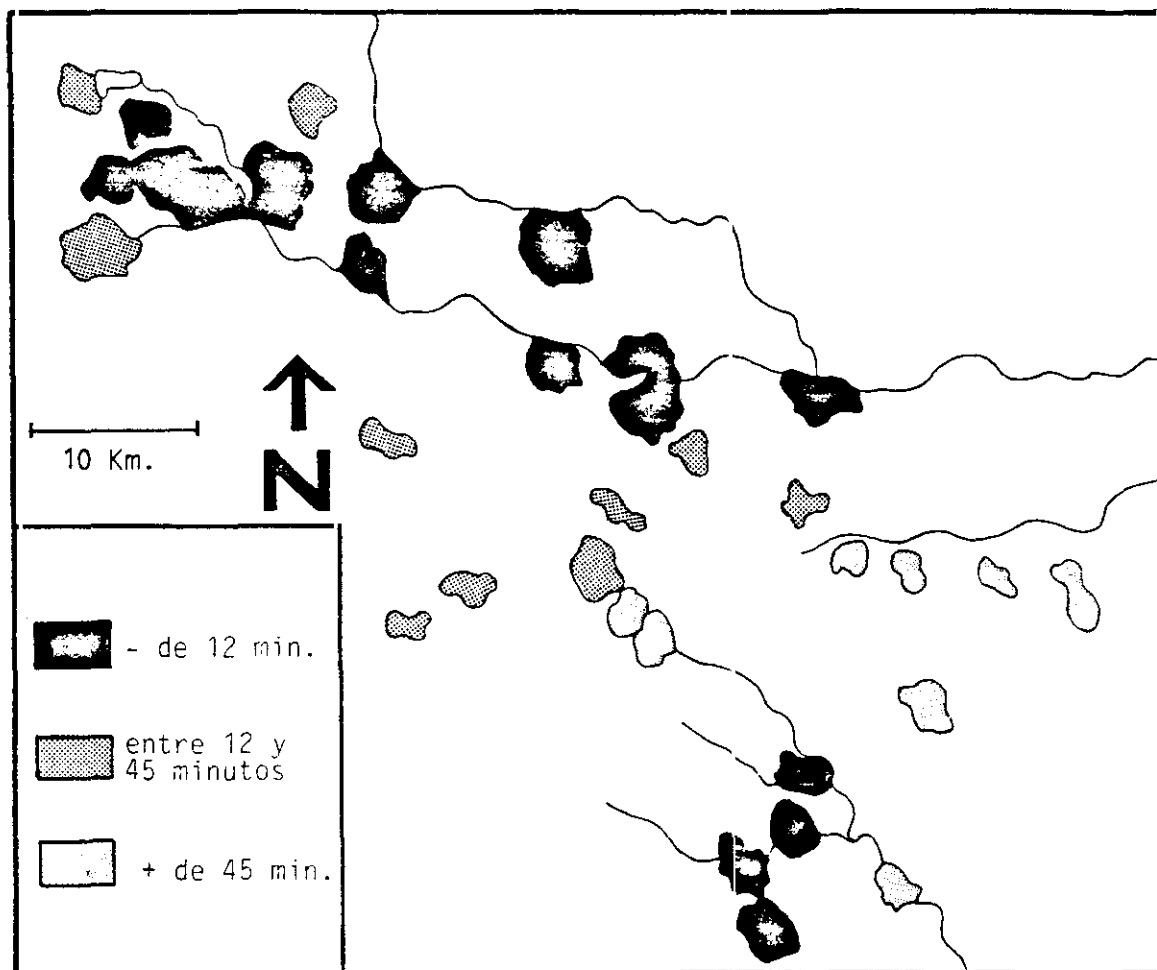 10 Km.
N
- de 12 min.
entre 12 y
45 minutos
+ de 45 min.